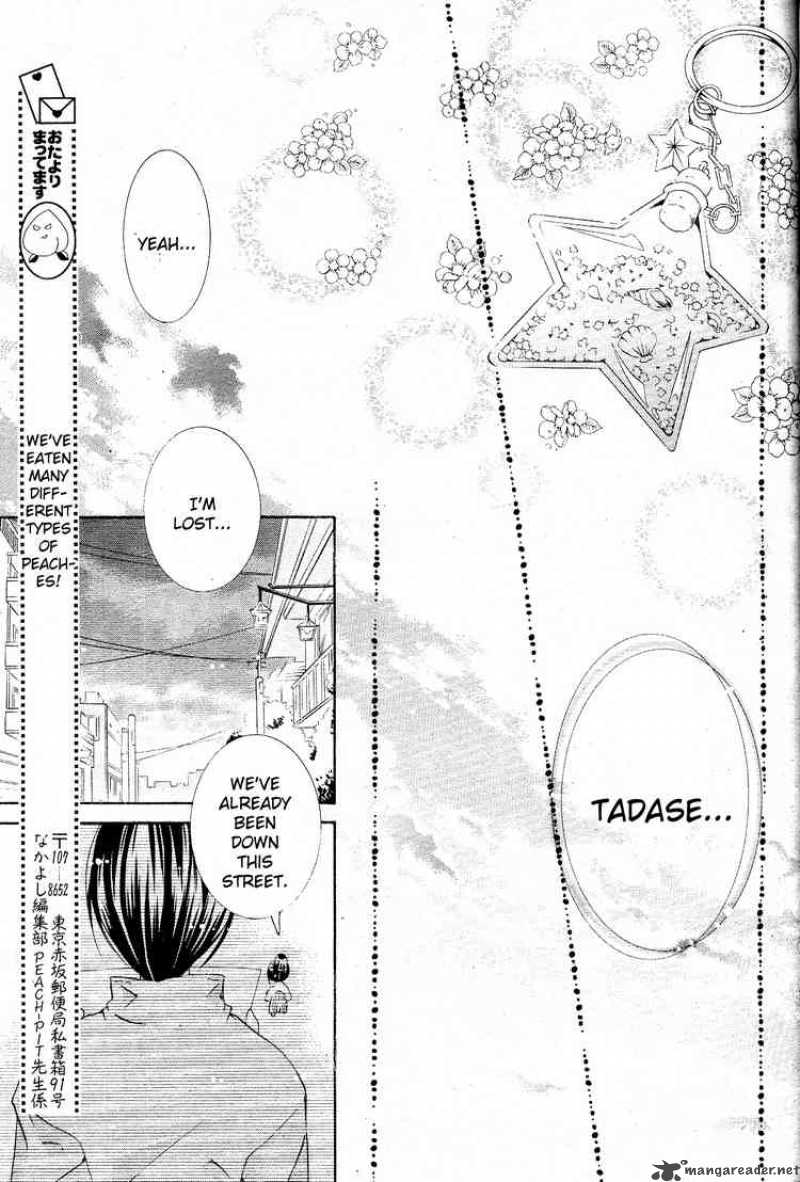 TADASE...
YEAH...
I'M
LOST...
WE'VE
ALREADY
BEEN
DOWN
THIS
STREET.
おたより
まってます
WE'VE
EATEN
MANY
DIFF-
ERENT
TYPES
OF
PEACH-
ES!
〒107-8652 東京赤坂郵便局私書箱91号
なかよし編集部 PEACH-PIT先生係
mangareader.net